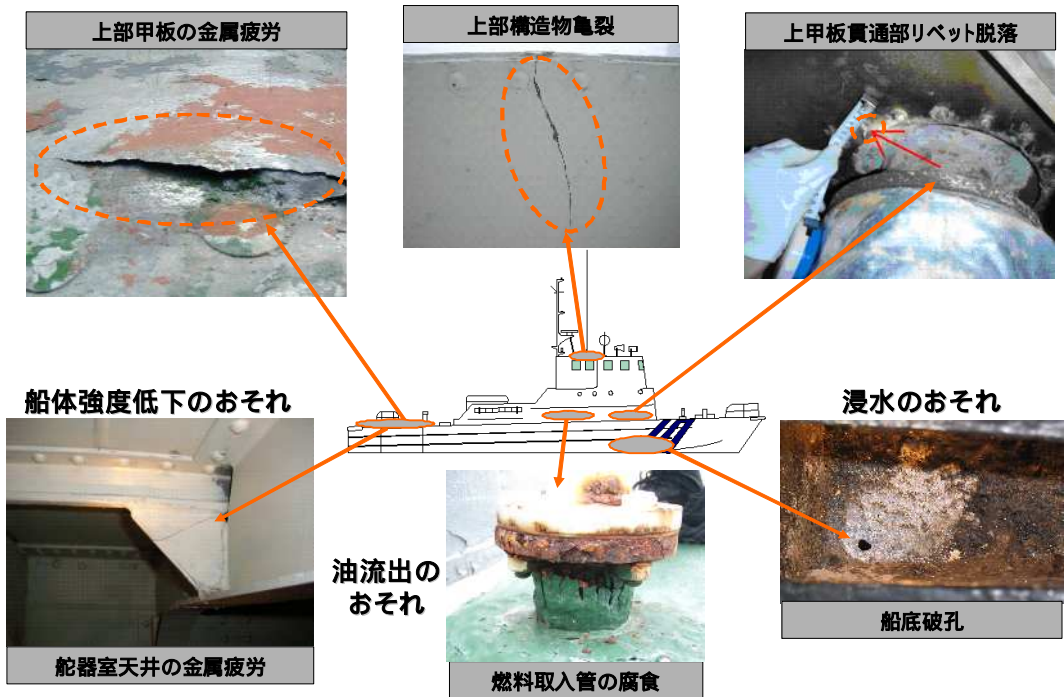 上部甲板の金属疲労
上部構造物亀裂
上甲板貫通部リベット脱落
船体強度低下のおそれ
浸水のおそれ
油流出の
おそれ
船底破孔
舵器室天井の金属疲労
燃料取入管の腐食